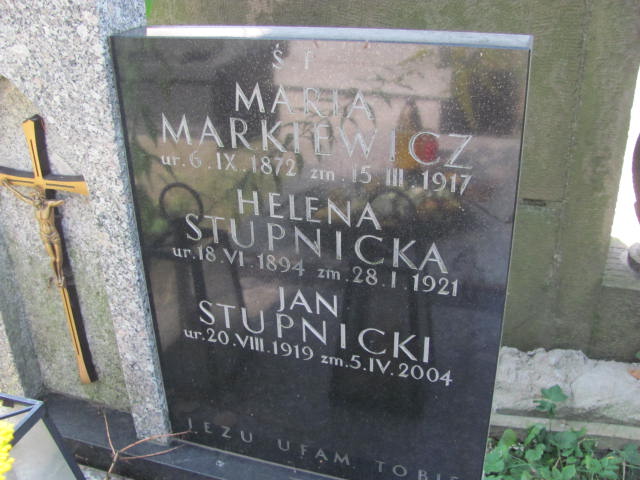 Ś P
MARIA
MARKIEWICZ
ur. 6. IX. 1872 zm. 15 III. 1917
HELENA
STUPNICKA
ur. 18. VI. 1894 zm. 28. I. 1921
JAN
STUPNICKI
ur. 20. VIII. 1919 zm. 5. IV. 2004
JEZU UFAM TOBIE